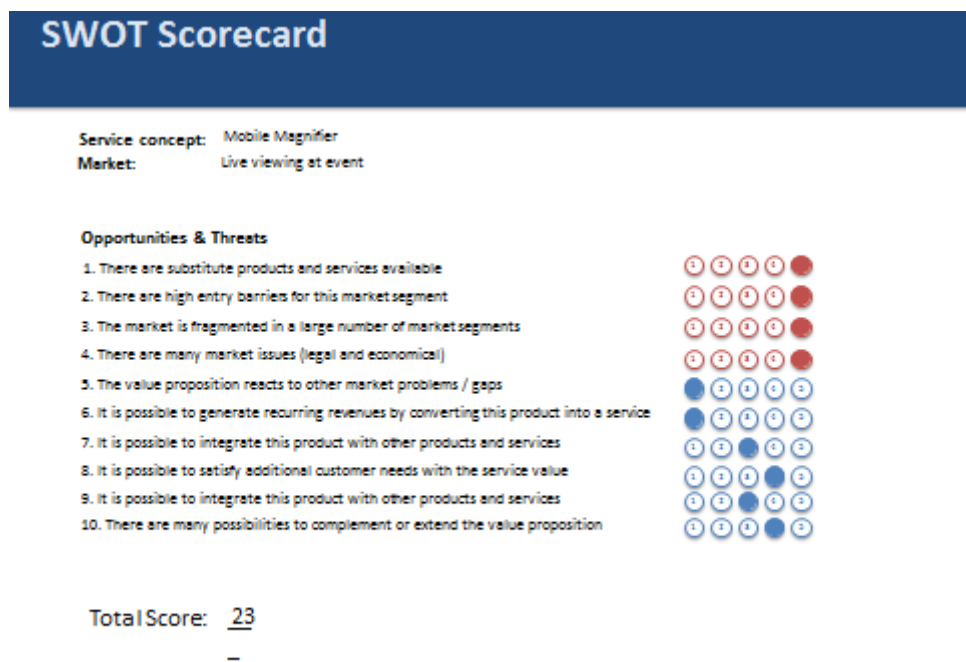 SWOT Scorecard
Service concept: Mobile Magnifier
Market: Live viewing at event
Opportunities & Threats
1. There are substitute products and services available
2. There are high entry barriers for this market segment
3. The market is fragmented in a large number of market segments
4. There are many market issues (legal and economical)
5. The value proposition reacts to other market problems / gaps
6. It is possible to generate recurring revenues by converting this product into a service
7. It is possible to integrate this product with other products and services
8. It is possible to satisfy additional customer needs with the service value
9. It is possible to integrate this product with other products and services
10. There are many possibilities to complement or extend the value proposition
Total Score: 23